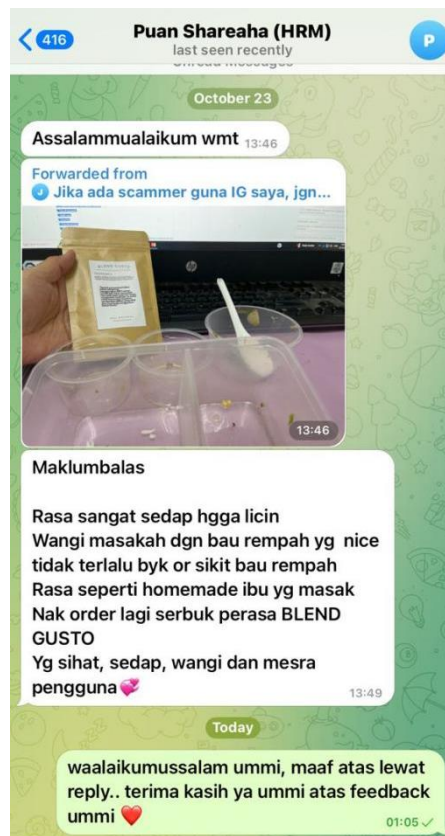 416
Puan Shareaha (HRM)
last seen recently
P
October 23
Assalammualaikum wmt 13:46
Forwarded from
Jika ada scammer guna IG saya, jgn...
hp
13:46
Maklumbalas
Rasa sangat sedap hgga licin
Wangi masakah dgn bau rempah yg nice
tidak terlalu byk or sikit bau rempah
Rasa seperti homemade ibu yg masak
Nak order lagi serbuk perasa BLEND
GUSTO
Yg sihat, sedap, wangi dan mesra
pengguna💞
13:49
Today
waalaikumussalam ummi, maaf atas lewat
reply.. terima kasih ya ummi atas feedback
ummi ❤️
01:05